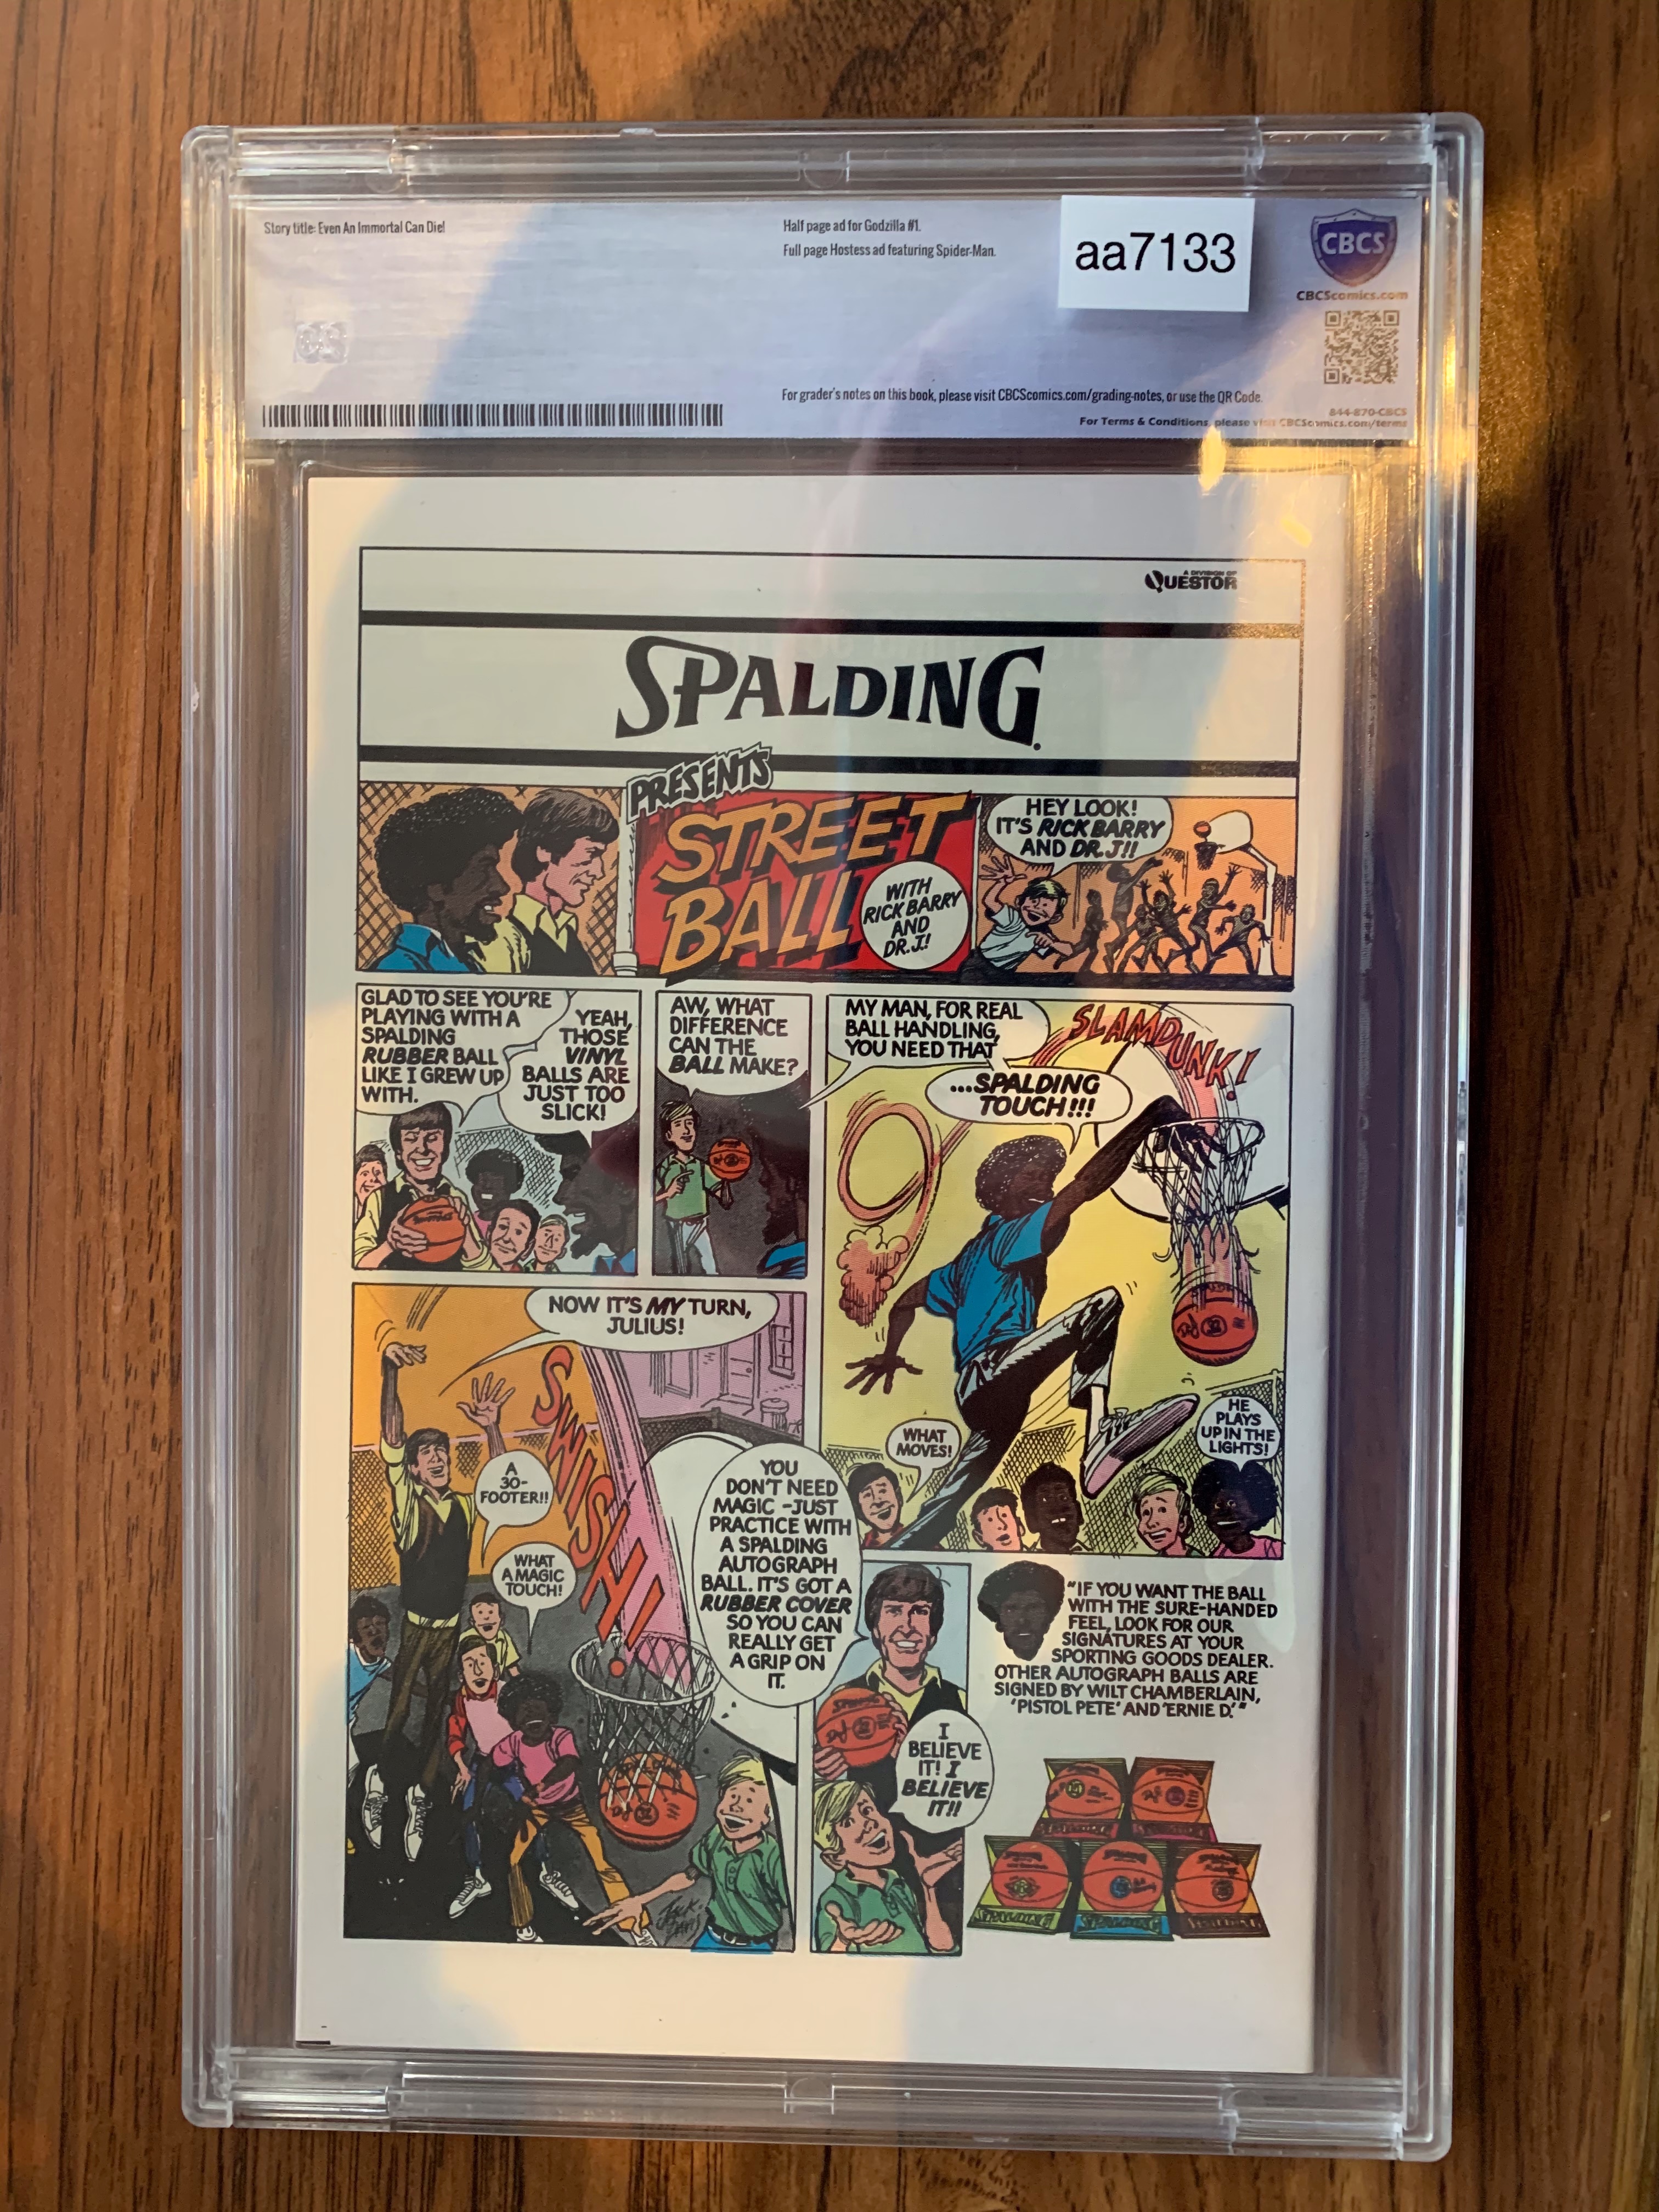 Story title: Even An Immortal Can Die!
Half page ad for Godzilla #1.
Full page Hostess ad featuring Spider-Man.
aa7133
CBCS
CBCScomics.com
For grader's notes on this book, please visit CBCScomics.com/grading-notes, or use the QR Code.
844-870-CBCS
For Terms & Conditions, please visit CBCScomics.com/terms
A DIVISION OF
QUESTOR
SPALDING
PRESENTS
STREET
BALL
WITH
RICK BARRY
AND
DR. J.!
HEY LOOK!
IT'S RICK BARRY
AND DR. J!!
GLAD TO SEE YOU'RE
PLAYING WITH A
SPALDING
RUBBER BALL
LIKE I GREW UP
WITH.
YEAH,
THOSE
VINYL
BALLS ARE
JUST TOO
SLICK!
AW, WHAT
DIFFERENCE
CAN THE
BALL MAKE?
MY MAN, FOR REAL
BALL HANDLING,
YOU NEED THAT
...SPALDING
TOUCH!!!
SLAMDUNK!
WHAT
MOVES!
HE
PLAYS
UP IN THE
LIGHTS!
NOW IT'S MY TURN,
JULIUS!
SWISH!
A
30-
FOOTER!!
WHAT
A MAGIC
TOUCH!
SPALDING
JACK
DAVIS
YOU
DON'T NEED
MAGIC -JUST
PRACTICE WITH
A SPALDING
AUTOGRAPH
BALL. IT'S GOT A
RUBBER COVER
SO YOU CAN
REALLY GET
A GRIP ON
IT.
I
BELIEVE
IT! I
BELIEVE
IT!!
"IF YOU WANT THE BALL
WITH THE SURE-HANDED
FEEL, LOOK FOR OUR
SIGNATURES AT YOUR
SPORTING GOODS DEALER.
OTHER AUTOGRAPH BALLS ARE
SIGNED BY WILT CHAMBERLAIN,
'PISTOL PETE' AND 'ERNIE D.'"
SPALDING
SPALDING
SPALDING